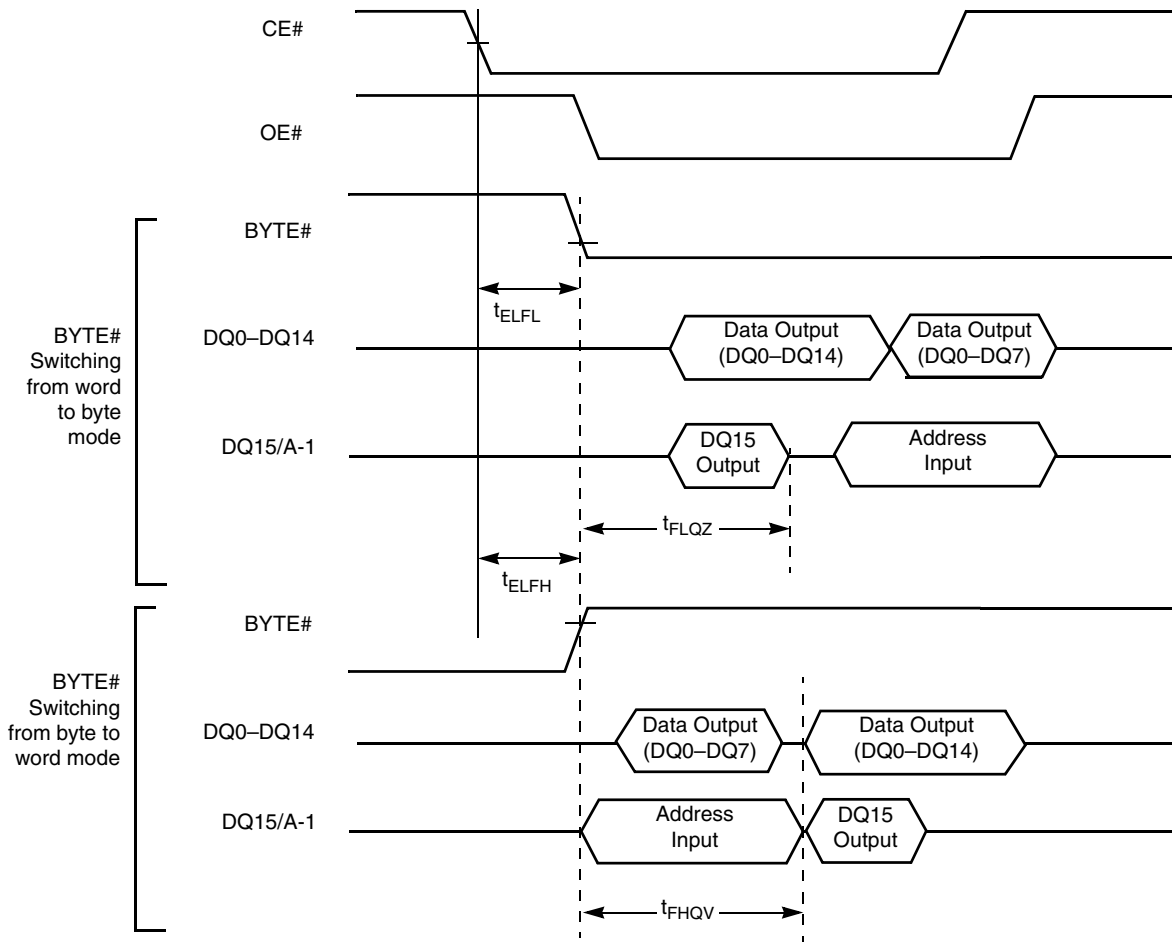 CE#
OE#
BYTE#
Switching
from word
to byte
mode
BYTE#
tELFL
DQ0–DQ14
Data Output
(DQ0–DQ14)
Data Output
(DQ0–DQ7)
DQ15/A-1
DQ15
Output
Address
Input
tFLQZ
tELFH
BYTE#
Switching
from byte to
word mode
BYTE#
DQ0–DQ14
Data Output
(DQ0–DQ7)
Data Output
(DQ0–DQ14)
DQ15/A-1
Address
Input
DQ15
Output
tFHQV